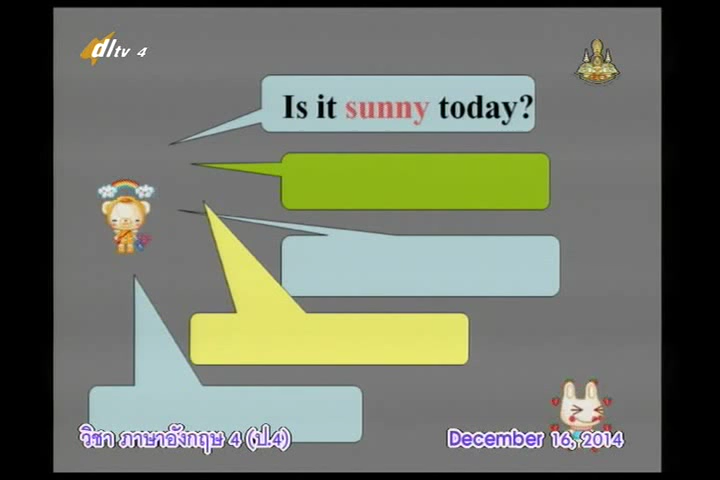 dltv 4
Is it sunny today?
วิชา ภาษาอังกฤษ 4 (ป.4)
December 16, 2014